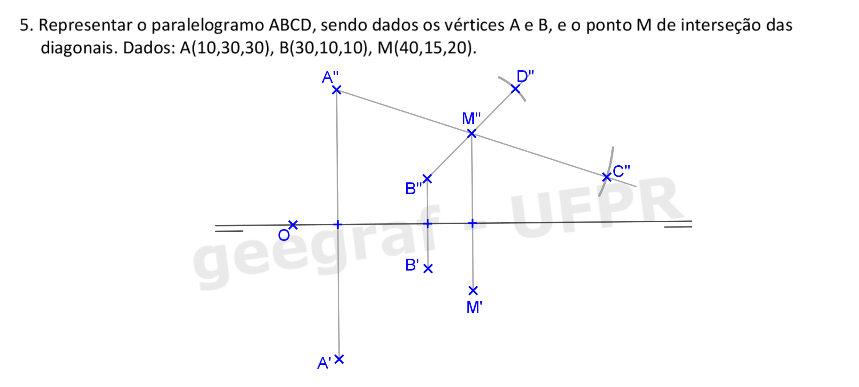 5. Representar o paralelogramo ABCD, sendo dados os vértices A e B, e o ponto M de interseção das
diagonais. Dados: A(10,30,30), B(30,10,10), M(40,15,20).
A" D"
M"
C"
B"
O
geegraf - UFPR
B'
M'
A'